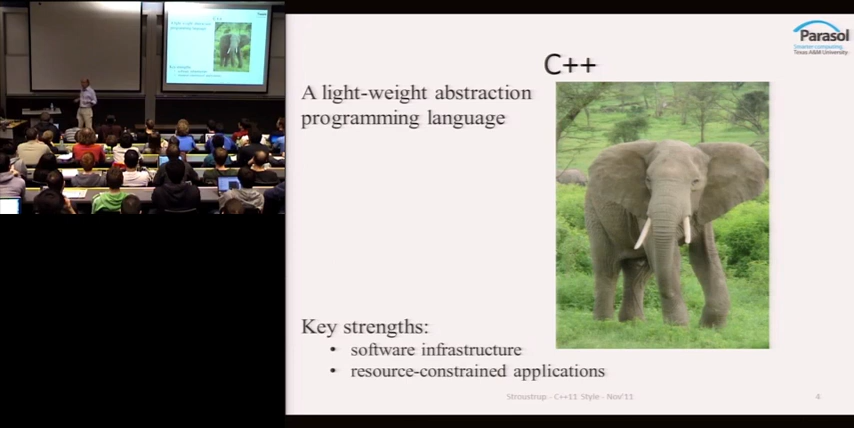 Parasol
Smarter computing.
Texas A&M University
C++
A light-weight abstraction
programming language
Key strengths:
• software infrastructure
• resource-constrained applications
Stroustrup - C++11 Style - Nov'11
4